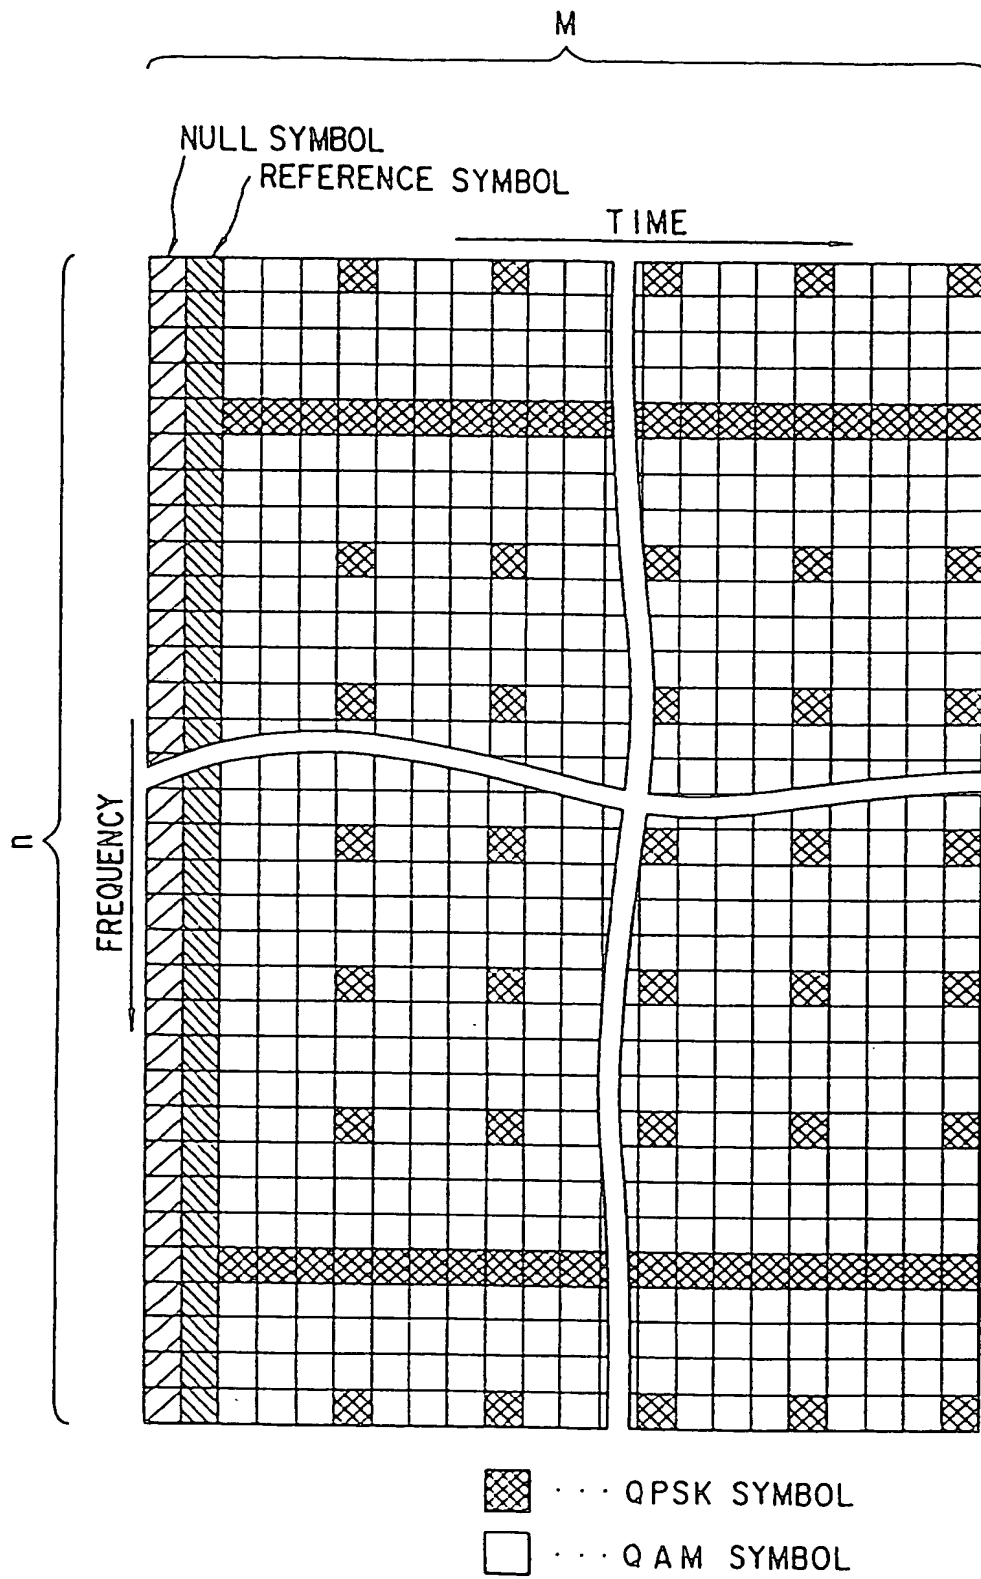 M
NULL SYMBOL
REFERENCE SYMBOL
TIME
n
FREQUENCY
··· QPSK SYMBOL
··· QAM SYMBOL